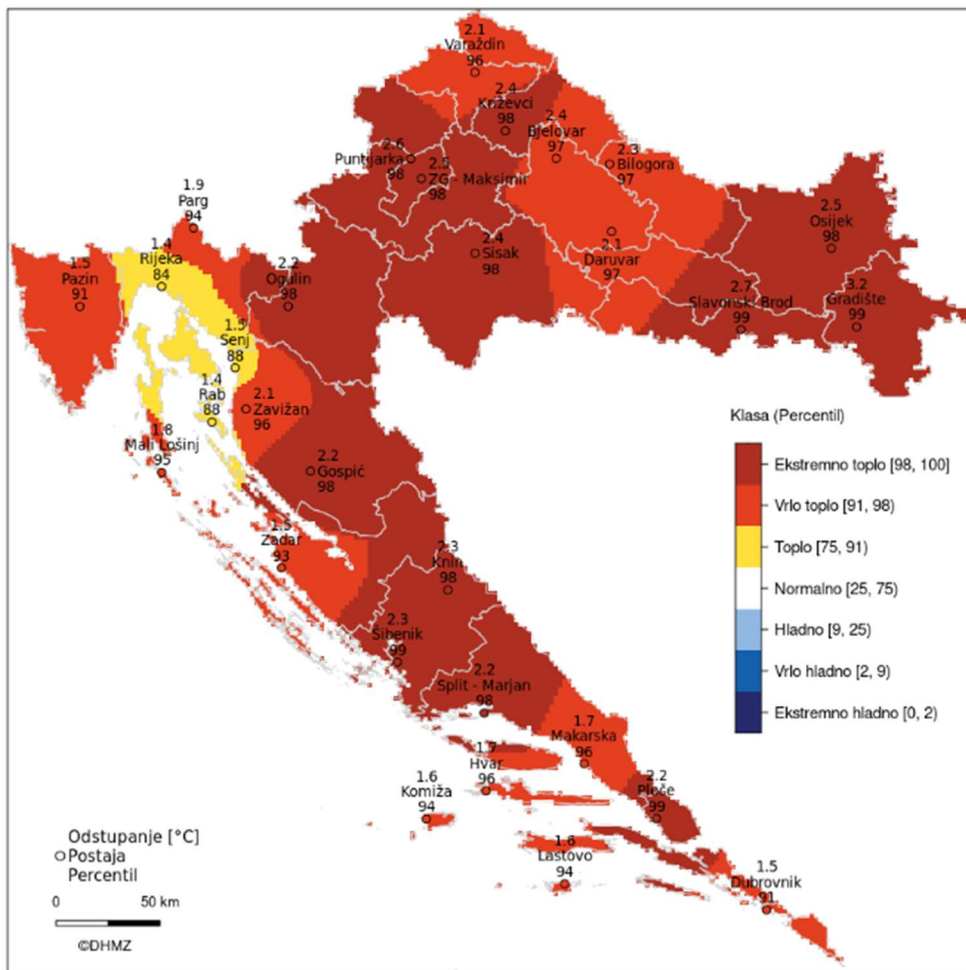 2.1
Varaždin
96
2.4
Križevci
98
2.4
Bjelovar
97
2.6
Puntijarka
98
2.5
ZG - Maksimir
98
2.3
Bilogora
97
1.9
Parg
94
2.5
Osijek
98
1.4
Rijeka
84
2.4
Sisak
98
2.1
Daruvar
97
1.5
Pazin
91
2.2
Ogulin
98
2.7
Slavonski Brod
99
3.2
Gradište
99
1.5
Senj
88
1.4
Rab
88
2.1
Zavižan
96
1.8
Mali Lošinj
95
2.2
Gospić
98
1.5
Zadar
93
2.3
Knin
98
2.3
Šibenik
99
2.2
Split - Marjan
98
1.7
Makarska
96
1.7
Hvar
96
1.6
Komiža
94
2.2
Ploče
99
1.6
Lastovo
94
1.5
Dubrovnik
91
Klasa (Percentil)
Ekstremno toplo [98, 100]
Vrlo toplo [91, 98)
Toplo [75, 91)
Normalno [25, 75)
Hladno [9, 25)
Vrlo hladno [2, 9)
Ekstremno hladno [0, 2)
Odstupanje [°C]
Postaja
Percentil
0 50 km
©DHMZ